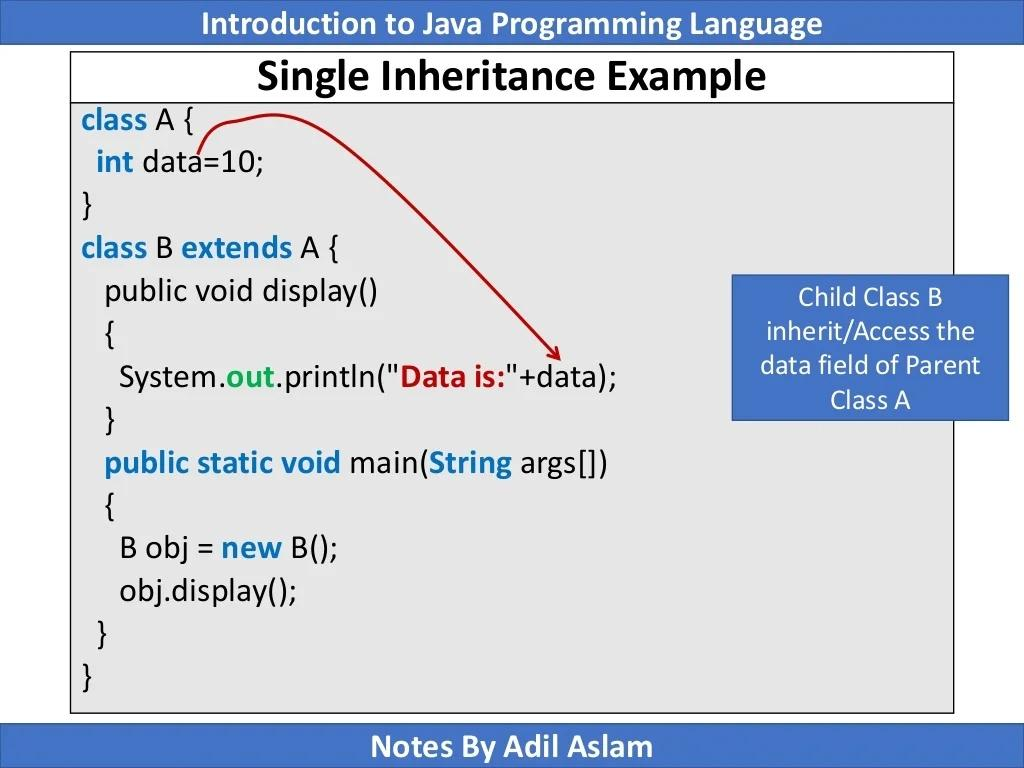 Introduction to Java Programming Language
Single Inheritance Example
class A {
int data=10;
}
class B extends A {
public void display()
{
System.out.println("Data is:"+data);
}
public static void main(String args[])
{
B obj = new B();
obj.display();
}
}
Child Class B
inherit/Access the
data field of Parent
Class A
Notes By Adil Aslam